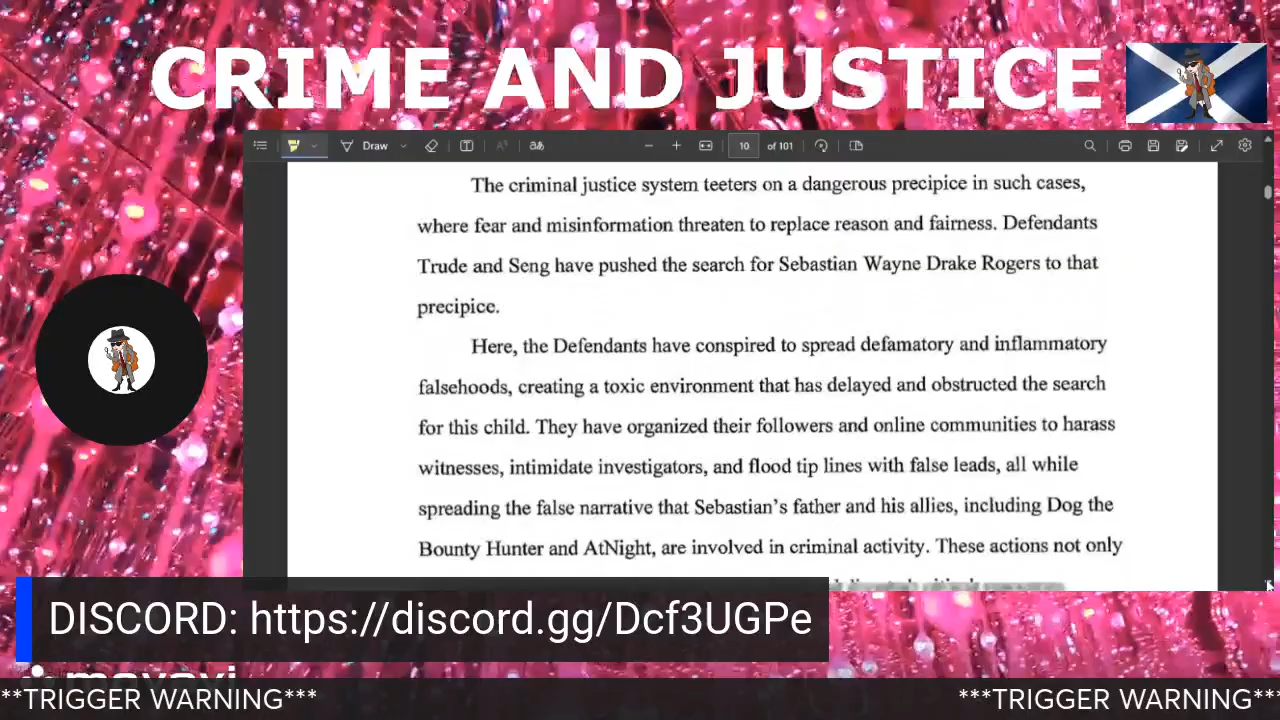 CRIME AND JUSTICE
Draw
10 of 101
The criminal justice system teeters on a dangerous precipice in such cases,
where fear and misinformation threaten to replace reason and fairness. Defendants
Trude and Seng have pushed the search for Sebastian Wayne Drake Rogers to that
precipice.
Here, the Defendants have conspired to spread defamatory and inflammatory
falsehoods, creating a toxic environment that has delayed and obstructed the search
for this child. They have organized their followers and online communities to harass
witnesses, intimidate investigators, and flood tip lines with false leads, all while
spreading the false narrative that Sebastian’s father and his allies, including Dog the
Bounty Hunter and AtNight, are involved in criminal activity. These actions not only
DISCORD: https://discord.gg/Dcf3UGPe
**TRIGGER WARNING*** ***TRIGGER WARNING***